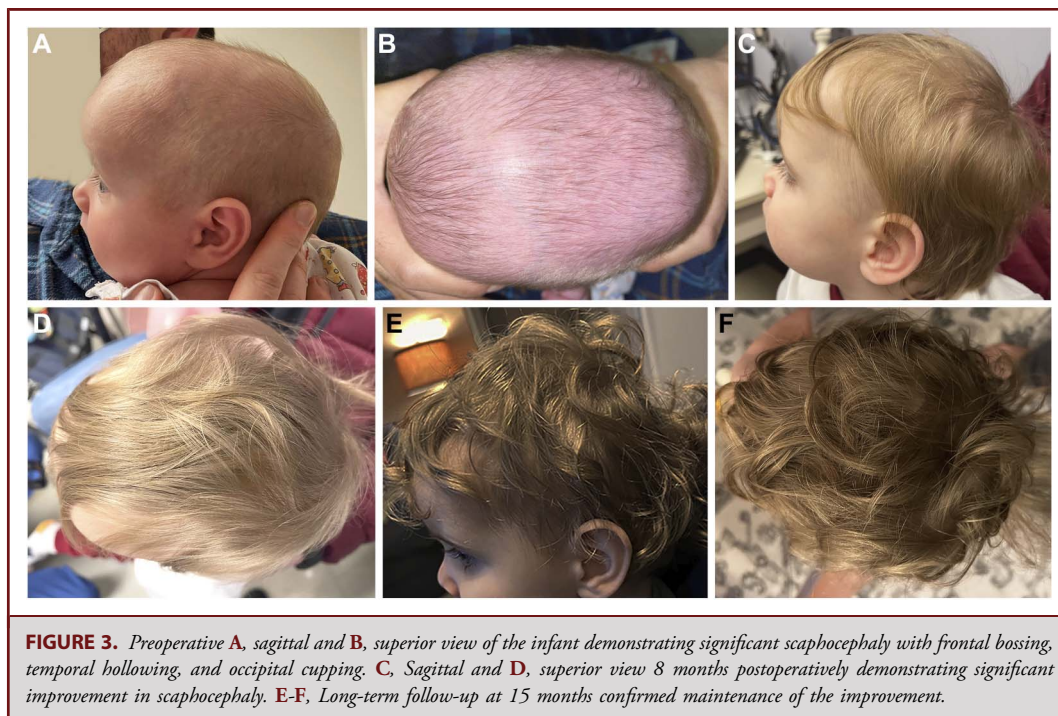 A
B
C
D
E
F
FIGURE 3. Preoperative A, sagittal and B, superior view of the infant demonstrating significant scaphocephaly with frontal bossing,
temporal hollowing, and occipital cupping. C, Sagittal and D, superior view 8 months postoperatively demonstrating significant
improvement in scaphocephaly. E-F, Long-term follow-up at 15 months confirmed maintenance of the improvement.